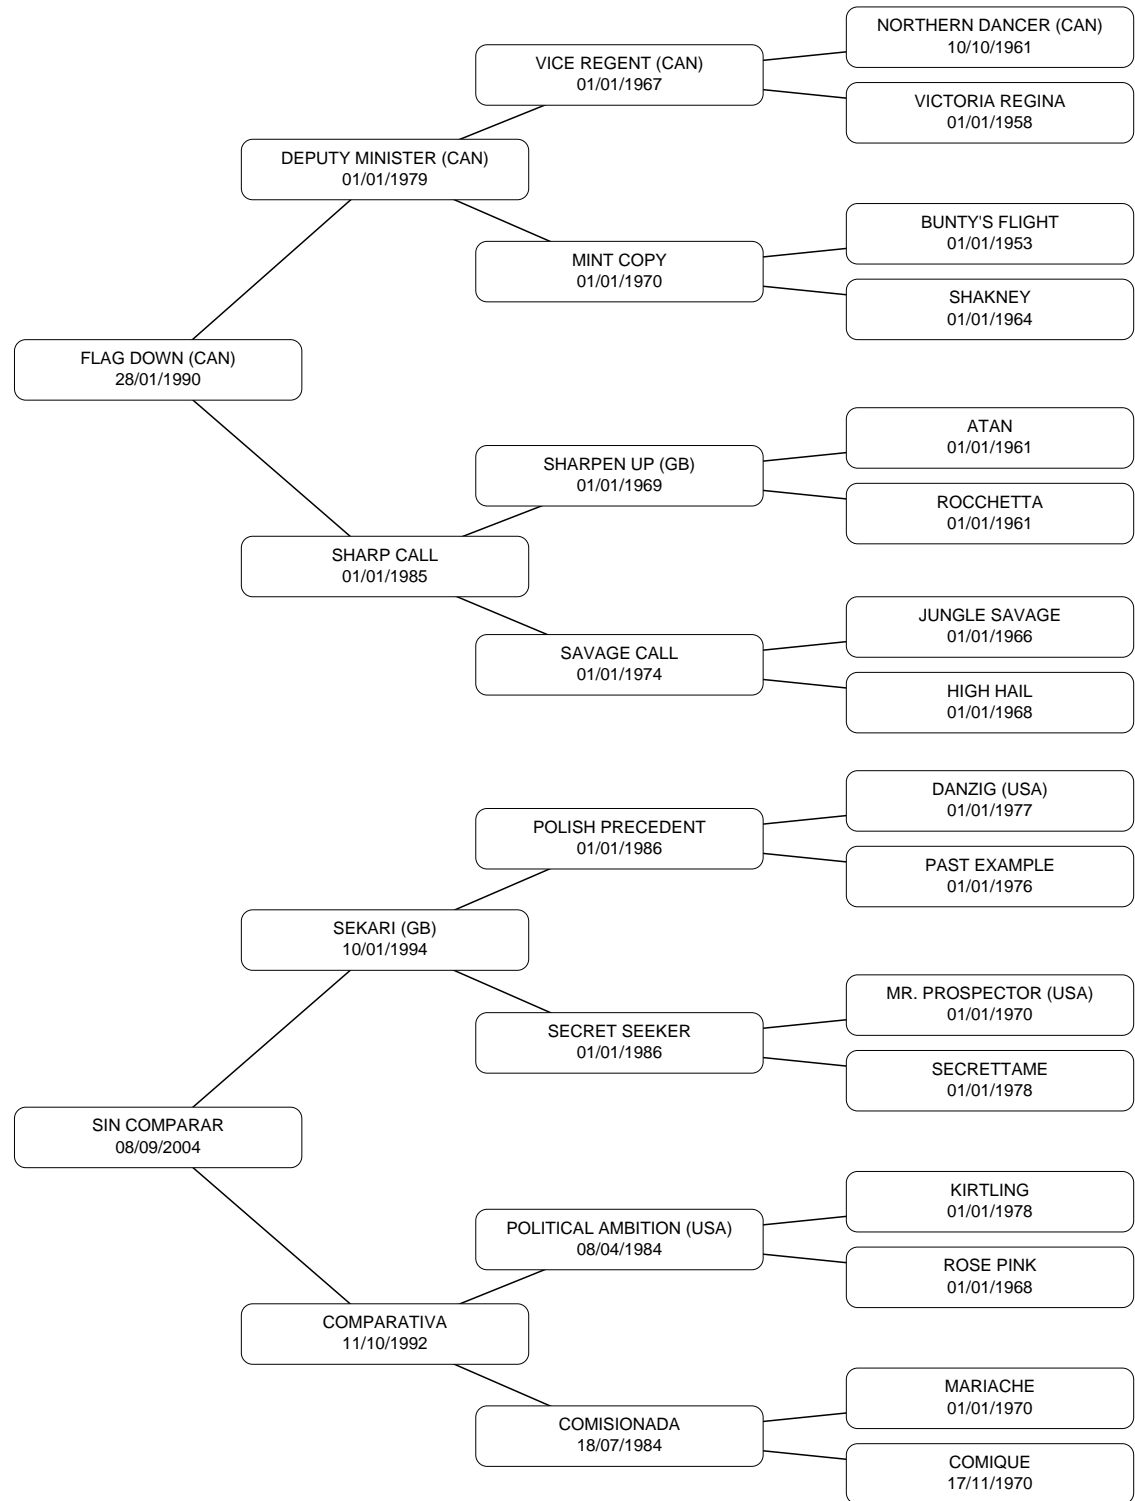 NORTHERN DANCER (CAN)
10/10/1961
VICE REGENT (CAN)
01/01/1967
VICTORIA REGINA
01/01/1958
DEPUTY MINISTER (CAN)
01/01/1979
BUNTY'S FLIGHT
01/01/1953
MINT COPY
01/01/1970
SHAKNEY
01/01/1964
FLAG DOWN (CAN)
28/01/1990
ATAN
01/01/1961
SHARPEN UP (GB)
01/01/1969
ROCCHETTA
01/01/1961
SHARP CALL
01/01/1985
JUNGLE SAVAGE
01/01/1966
SAVAGE CALL
01/01/1974
HIGH HAIL
01/01/1968
DANZIG (USA)
01/01/1977
POLISH PRECEDENT
01/01/1986
PAST EXAMPLE
01/01/1976
SEKARI (GB)
10/01/1994
MR. PROSPECTOR (USA)
01/01/1970
SECRET SEEKER
01/01/1986
SECRETTAME
01/01/1978
SIN COMPARAR
08/09/2004
KIRTLING
01/01/1978
POLITICAL AMBITION (USA)
08/04/1984
ROSE PINK
01/01/1968
COMPARATIVA
11/10/1992
MARIACHE
01/01/1970
COMISIONADA
18/07/1984
COMIQUE
17/11/1970